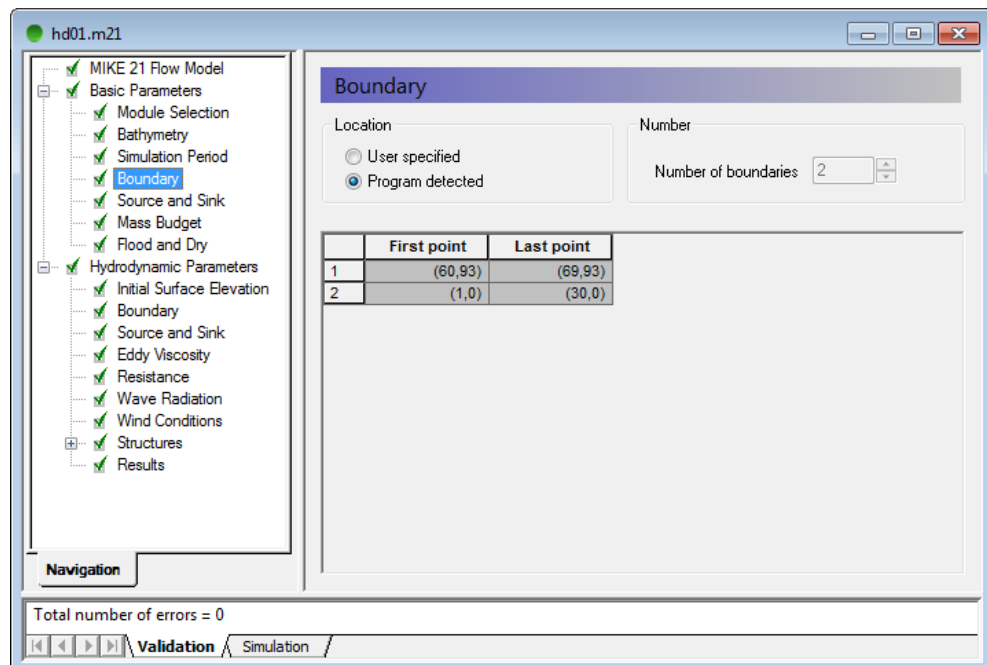 hd01.m21
MIKE 21 Flow Model
Basic Parameters
Module Selection
Bathymetry
Simulation Period
Boundary
Source and Sink
Mass Budget
Flood and Dry
Hydrodynamic Parameters
Initial Surface Elevation
Boundary
Source and Sink
Eddy Viscosity
Resistance
Wave Radiation
Wind Conditions
Structures
Results
Navigation
Boundary
Location
User specified
Program detected
Number
Number of boundaries 2
First point Last point
1 (60,93) (69,93)
2 (1,0) (30,0)
Total number of errors = 0
Validation Simulation